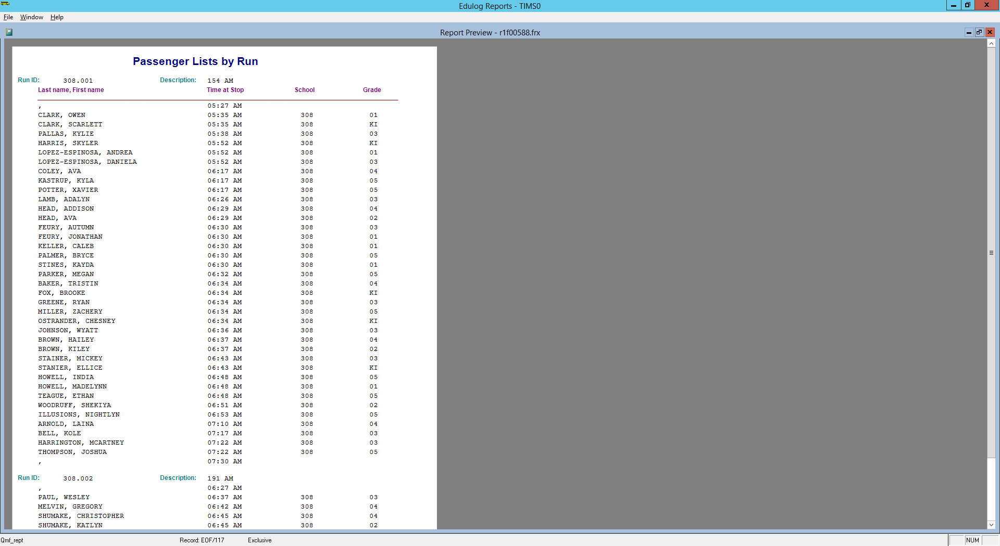 Edulog Reports - TIMS0
File Window Help
Report Preview - r1f00588.frx
Passenger Lists by Run
Run ID: 308.001 Description: 154 AM
Last name, First name Time at Stop School Grade
, 05:27 AM
CLARK, OWEN 05:35 AM 308 01
CLARK, SCARLETT 05:35 AM 308 KI
PALLAS, KYLIE 05:38 AM 308 03
HARRIS, SKYLER 05:52 AM 308 KI
LOPEZ-ESPINOSA, ANDREA 05:52 AM 308 01
LOPEZ-ESPINOSA, DANIELA 05:52 AM 308 03
COLEY, AVA 06:17 AM 308 04
KASTRUP, KYLA 06:17 AM 308 05
POTTER, XAVIER 06:17 AM 308 05
LAMB, ADALYN 06:26 AM 308 03
HEAD, ADDISON 06:29 AM 308 04
HEAD, AVA 06:29 AM 308 02
FEURY, AUTUMN 06:30 AM 308 03
FEURY, JONATHAN 06:30 AM 308 01
KELLER, CALEB 06:30 AM 308 01
PALMER, BRYCE 06:30 AM 308 05
STINES, KAYDA 06:30 AM 308 01
PARKER, MEGAN 06:32 AM 308 05
BAKER, TRISTIN 06:34 AM 308 04
FOX, BROOKE 06:34 AM 308 KI
GREENE, RYAN 06:34 AM 308 03
MILLER, ZACHERY 06:34 AM 308 05
OSTRANDER, CHESNEY 06:34 AM 308 KI
JOHNSON, WYATT 06:36 AM 308 03
BROWN, HAILEY 06:37 AM 308 04
BROWN, KILEY 06:37 AM 308 02
STAINER, MICKEY 06:43 AM 308 03
STANIER, ELLICE 06:43 AM 308 KI
HOWELL, INDIA 06:48 AM 308 05
HOWELL, MADELYNN 06:48 AM 308 01
TEAGUE, ETHAN 06:48 AM 308 05
WOODRUFF, SHEKIYA 06:51 AM 308 02
ILLUSIONS, NIGHTLYN 06:53 AM 308 05
ARNOLD, LAINA 07:10 AM 308 04
BELL, KOLE 07:17 AM 308 03
HARRINGTON, MCARTNEY 07:22 AM 308 03
THOMPSON, JOSHUA 07:22 AM 308 05
, 07:30 AM
Run ID: 308.002 Description: 191 AM
, 06:27 AM
PAUL, WESLEY 06:37 AM 308 03
MELVIN, GREGORY 06:42 AM 308 04
SHUMAKE, CHRISTOPHER 06:45 AM 308 04
SHUMAKE, KATLYN 06:45 AM 308 02
Qmf_rept Record: EOF/117 Exclusive NUM